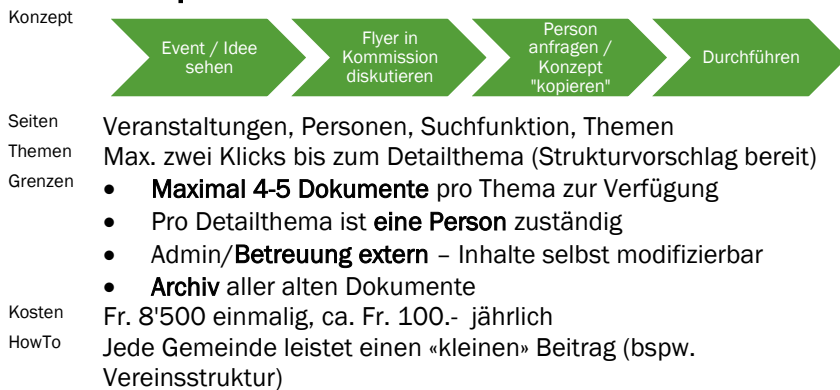 Konzept
Event / Idee
sehen
Flyer in
Kommission
diskutieren
Person
anfragen /
Konzept
"kopieren"
Durchführen
Seiten
Veranstaltungen, Personen, Suchfunktion, Themen
Themen
Max. zwei Klicks bis zum Detailthema (Strukturvorschlag bereit)
Grenzen
• Maximal 4-5 Dokumente pro Thema zur Verfügung
• Pro Detailthema ist eine Person zuständig
• Admin/Betreuung extern – Inhalte selbst modifizierbar
• Archiv aller alten Dokumente
Kosten
Fr. 8'500 einmalig, ca. Fr. 100.- jährlich
HowTo
Jede Gemeinde leistet einen «kleinen» Beitrag (bspw.
Vereinsstruktur)